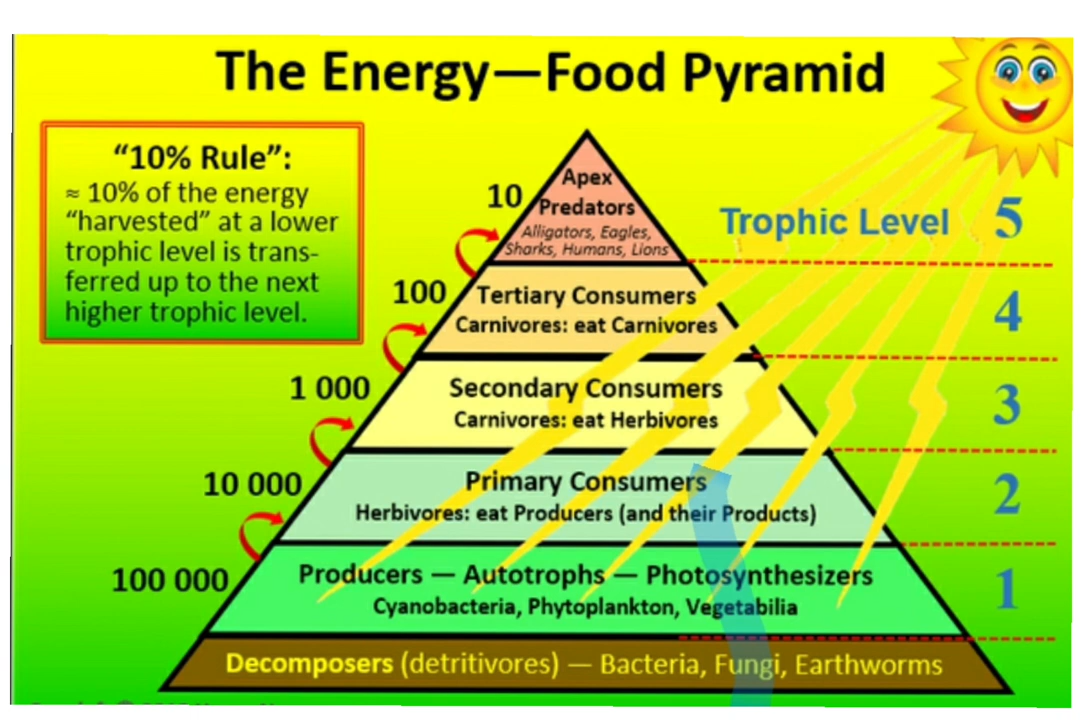 The Energy—Food Pyramid
“10% Rule”:
≈ 10% of the energy
“harvested” at a lower
trophic level is trans-
ferred up to the next
higher trophic level.
10
Apex
Predators
Alligators, Eagles,
Sharks, Humans, Lions
Trophic Level 5
100
Tertiary Consumers
Carnivores: eat Carnivores
4
1 000
Secondary Consumers
Carnivores: eat Herbivores
3
10 000
Primary Consumers
Herbivores: eat Producers (and their Products)
2
100 000
Producers — Autotrophs — Photosynthesizers
Cyanobacteria, Phytoplankton, Vegetabilia
1
Decomposers (detritivores) — Bacteria, Fungi, Earthworms